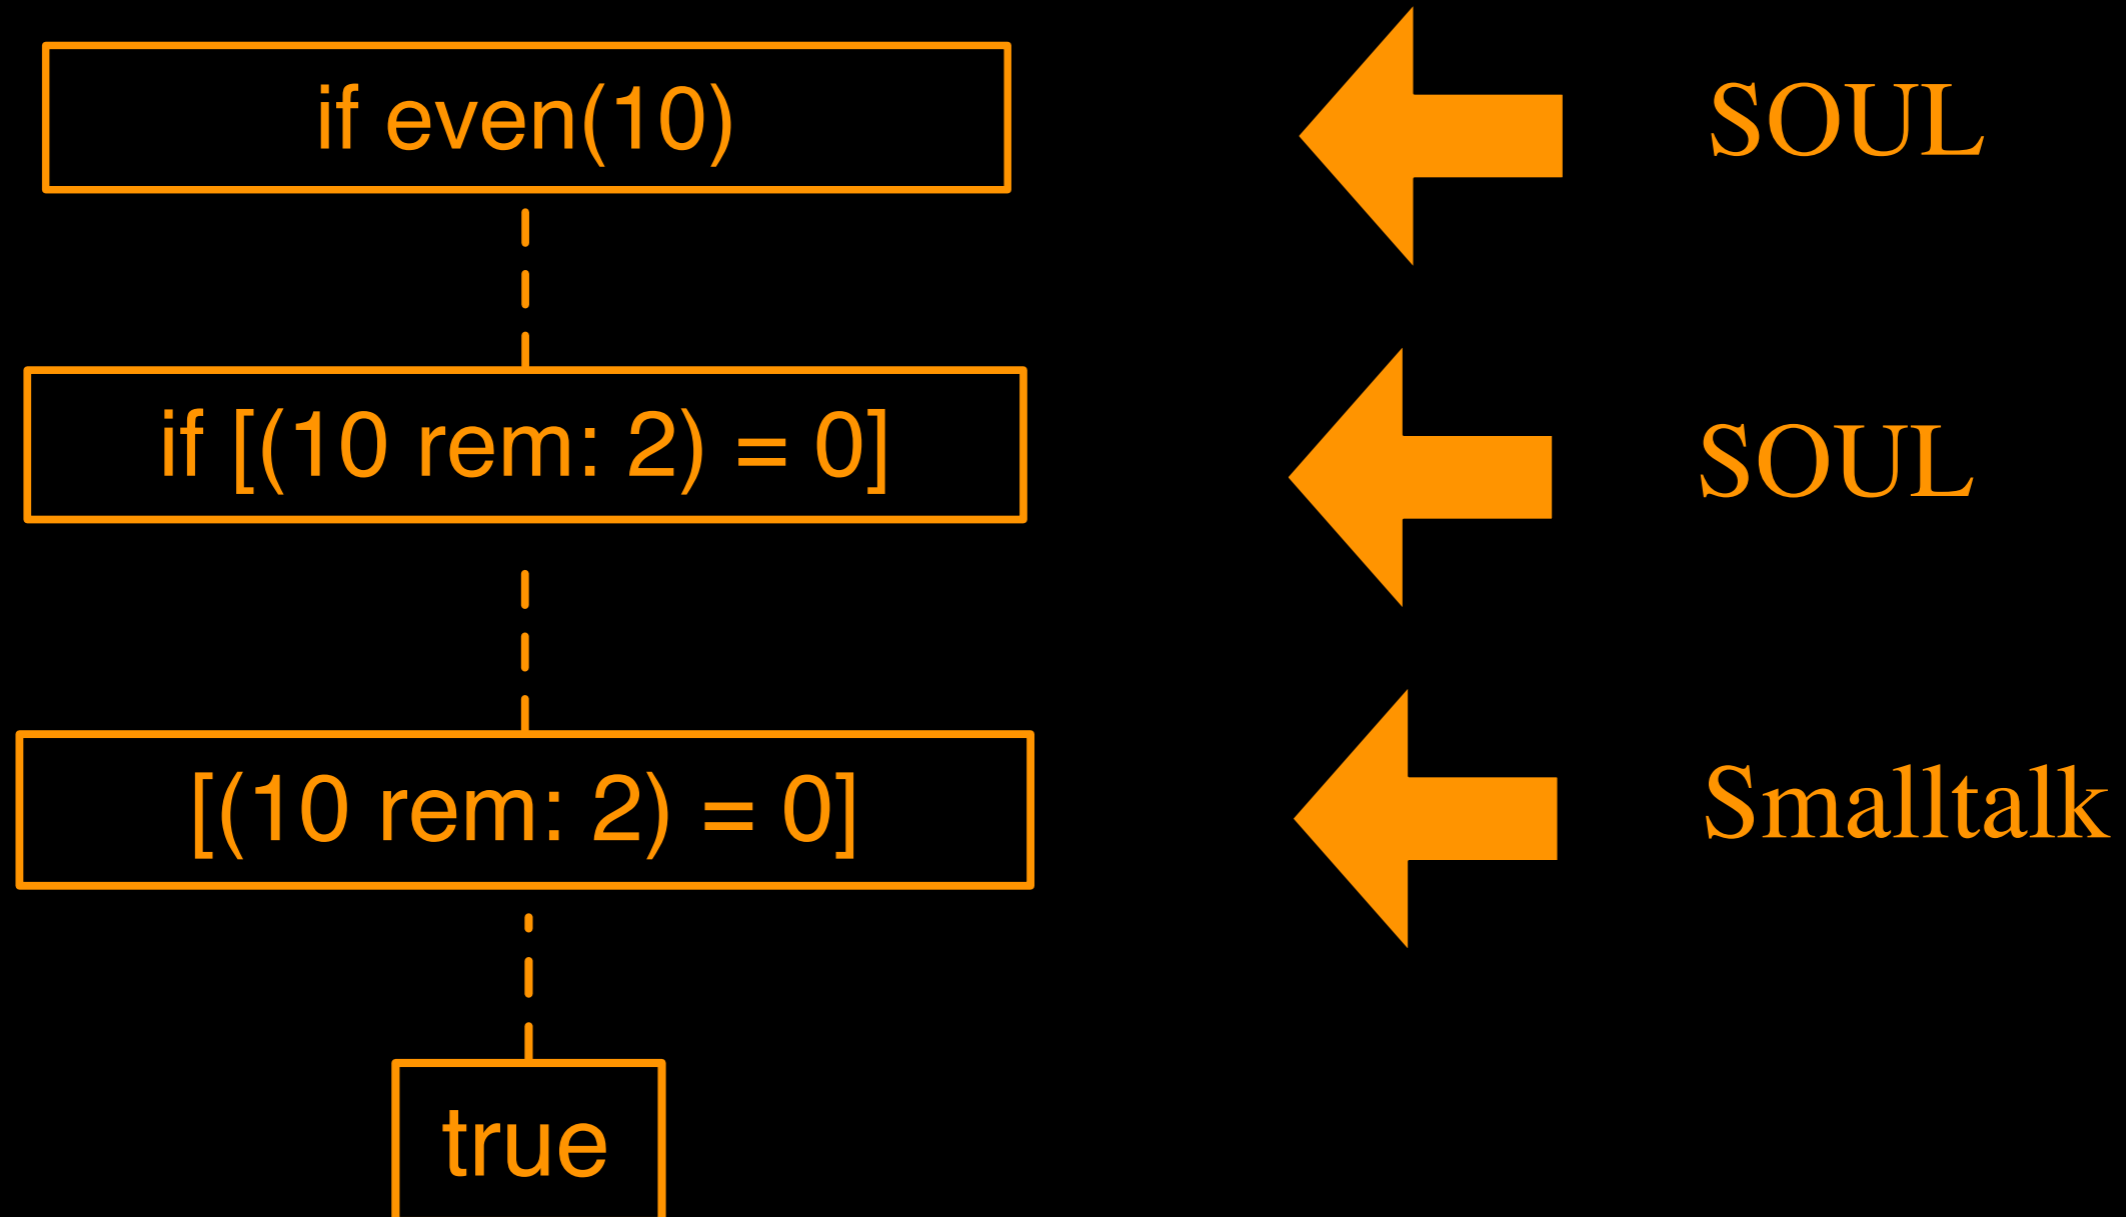 if even(10)
SOUL
if [(10 rem: 2) = 0]
SOUL
[(10 rem: 2) = 0]
Smalltalk
true